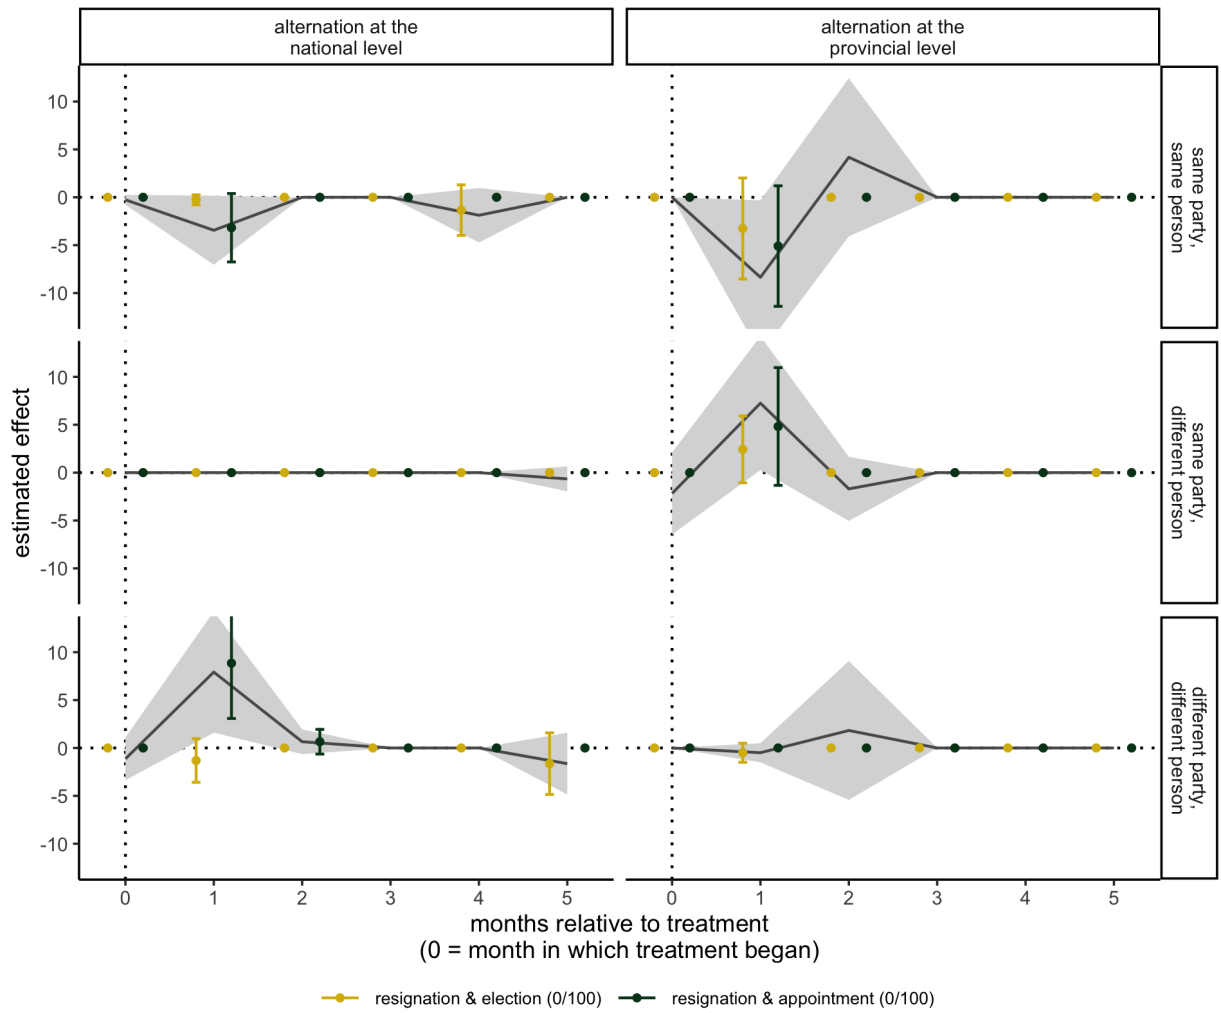 alternation at the
national level
alternation at the
provincial level
10
5
0
-5
-10
same party,
same person
10
5
0
-5
-10
same party,
different person
10
5
0
-5
-10
different party,
different person
estimated effect
0 1 2 3 4 5
0 1 2 3 4 5
months relative to treatment
(0 = month in which treatment began)
resignation & election (0/100) resignation & appointment (0/100)